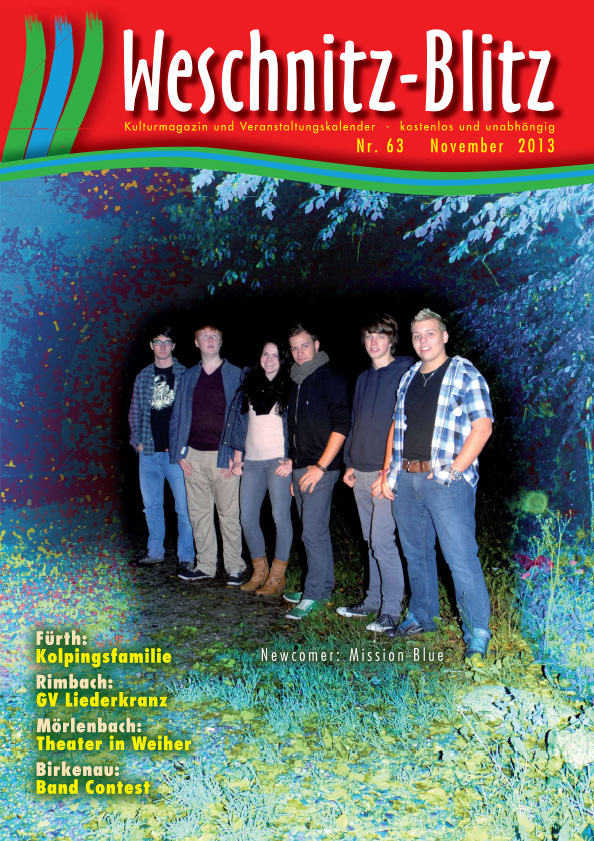 Weschnitz-Blitz
Kulturmagazin und Veranstaltungskalender - kostenlos und unabhängig
Nr. 63 November 2013
Fürth:
Kolpingsfamilie
Newcomer: Mission Blue
Rimbach:
GV Liederkranz
Mörlenbach:
Theater in Weiher
Birkenau:
Band Contest